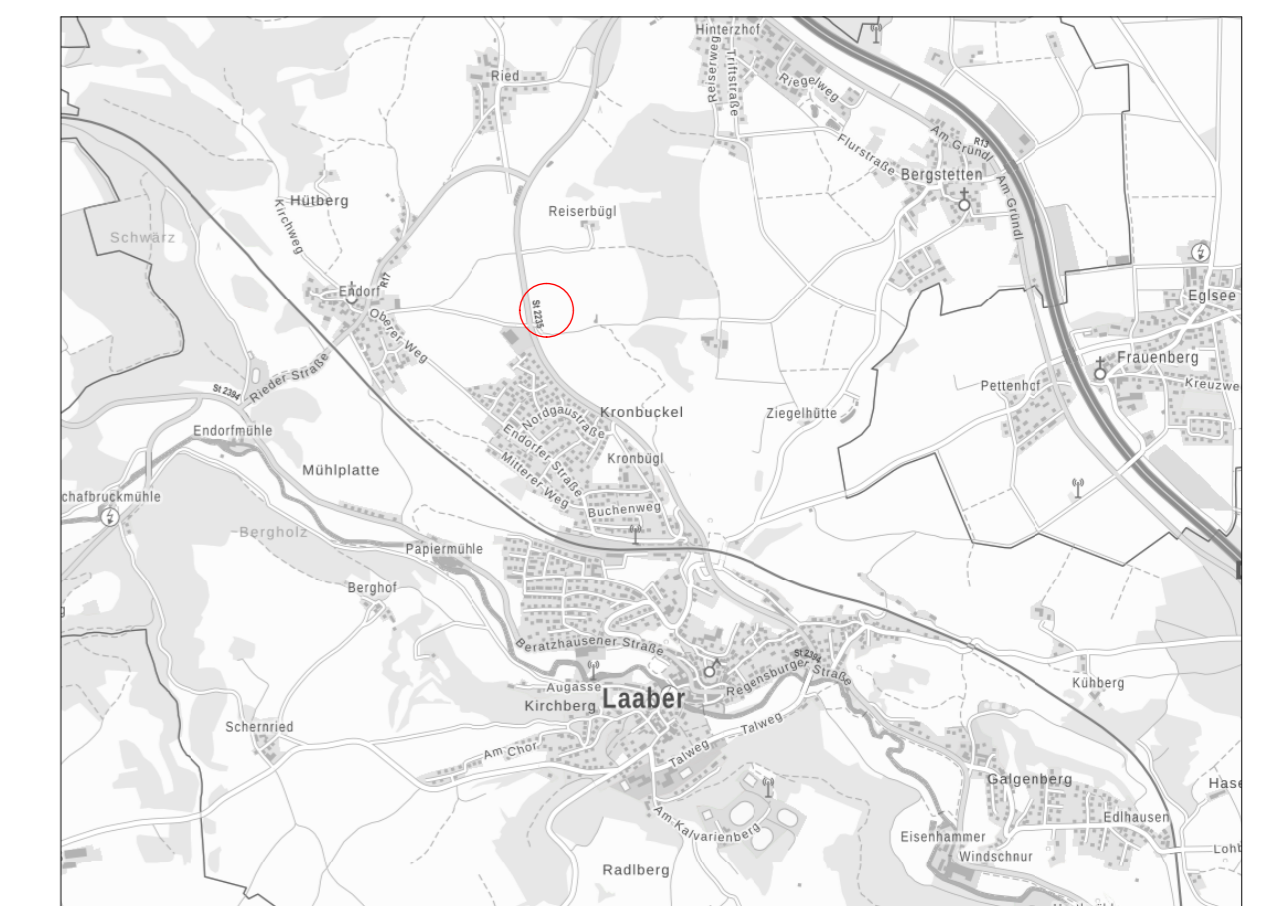 Hinterzhof
Reiserweg
Triftstraße
Riegelweg
Ried
Flurstraße
Am Gründl
R13
Bergstetten
Am Gründl
Hütberg
Kirchweg
Schwärz
Reiserbügl
R17
Endorf
St 2235
Eglsee
Oberer Weg
Frauenberg
Kreuzwe
Rieder Straße
St 2394
Pettenhof
Kronbuckel
Ziegelhütte
Nordgaustraße
Endorfmühle
Endorfer Straße
Kronbügl
Mitterer Weg
Mühlplatte
chafbruckmühle
Buchenweg
Bergholz
Papiermühle
Berghof
Beratzhausener Straße
St 2394
Regensburger Straße
Augasse
Kirchberg
Laaber
Kühberg
Schernried
Am Chor
Talweg
Talweg
Galgenberg
Hase
Am Kalvarienberg
Edlhausen
Eisenhammer
Windschnur
Radlberg